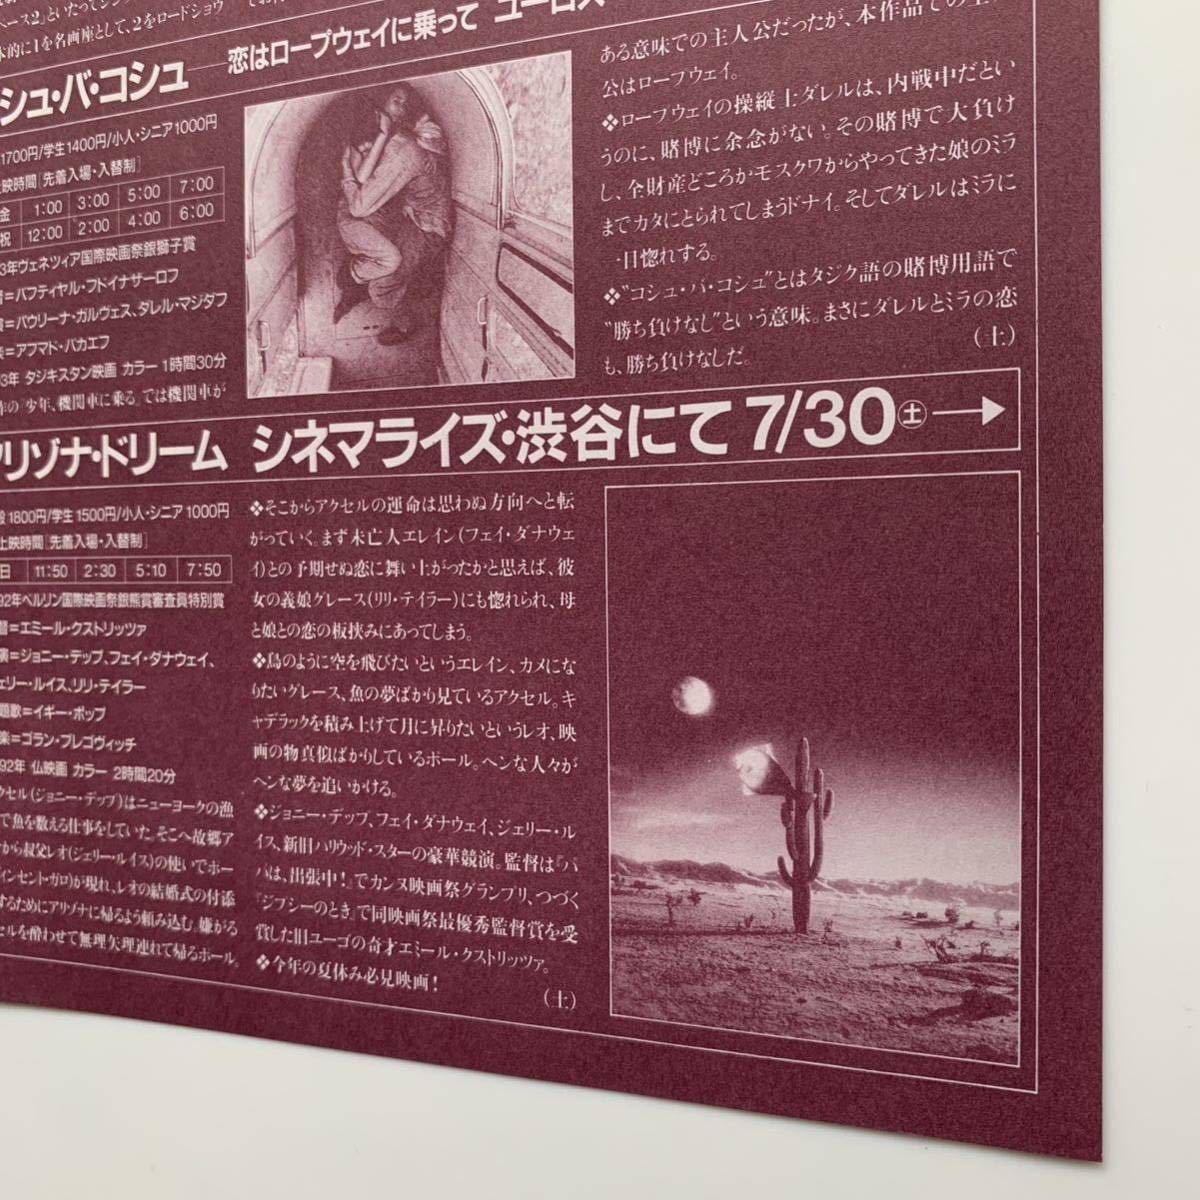 ペース2」といたってシン
本的に1を名画座として、2をロードショウ
シュ・バ・コシュ 恋はロープウェイに乗って ユーロス
1700円/学生1400円/小人・シニア1000円
映時間[先着入場・入替制]
金 1:00 3:00 5:00 7:00
祝 12:00 2:00 4:00 6:00
3年ヴェネツィア国際映画祭銀獅子賞
=バフティヤル・フドイナザーロフ
=パウリーナ・ガルヴェス、ダレル・マジダフ
=アフマド・バカエフ
93年 タジキスタン映画 カラー 1時間30分
作の『少年、機関車に乗る』では機関車が
ある意味での主人公だったが、本作品での主
公はロープウェイ。
❖ロープウェイの操縦士ダレルは、内戦中だとい
うのに、賭博に余念がない。その賭博で大負け
し、全財産どころかモスクワからやってきた娘のミラ
までカタにとられてしまうドナイ。そしてダレルはミラに
一目惚れする。
❖“コシュ・バ・コシュ”とはタジク語の賭博用語で
“勝ち負けなし”という意味。まさにダレルとミラの恋
も、勝ち負けなしだ。 (土)
アリゾナ・ドリーム シネマライズ・渋谷にて 7/30㊏→
1800円/学生1500円/小人・シニア1000円
上映時間[先着入場・入替制]
日 11:50 2:30 5:10 7:50
92年ベルリン国際映画祭銀熊賞審査員特別賞
督=エミール・クストリッツァ
演=ジョニー・デップ、フェイ・ダナウェイ、
ェリー・ルイス、リリ・テイラー
題歌=イギー・ポップ
楽=ゴラン・ブレゴヴィッチ
92年 仏映画 カラー 2時間20分
クセル(ジョニー・デップ)はニューヨークの漁
で魚を数える仕事をしていた。そこへ故郷ア
から叔父レオ(ジェリー・ルイス)の使いでポー
ィンセントガロ)が現れ、レオの結婚式の付添
するためにアリゾナに帰るよう頼み込む。嫌がる
セルを酔わせて無理矢理連れて帰るポール。
❖そこからアクセルの運命は思わぬ方向へと転
がっていく。まず未亡人エレイン(フェイ・ダナウェ
イ)との予期せぬ恋に舞い上がったかと思えば、彼
女の義娘グレース(リリ・テイラー)にも惚れられ、母
と娘との恋の板挟みにあってしまう。
❖鳥のように空を飛びたいというエレイン、カメにな
りたいグレース、魚の夢ばかり見ているアクセル。キ
ャデラックを積み上げて月に昇りたいというレオ、映
画の物真似ばかりしているポール。ヘンな人々が
ヘンな夢を追いかける。
❖ジョニー・デップ、フェイ・ダナウェイ、ジェリー・ル
イス、新旧ハリウッド・スターの豪華競演。監督は『パ
パは、出張中!』でカンヌ映画祭グランプリ、つづく
『ジプシーのとき』で同映画祭最優秀監督賞を受
賞した旧ユーゴの奇才エミール・クストリッツァ。
❖今年の夏休み必見映画! (土)